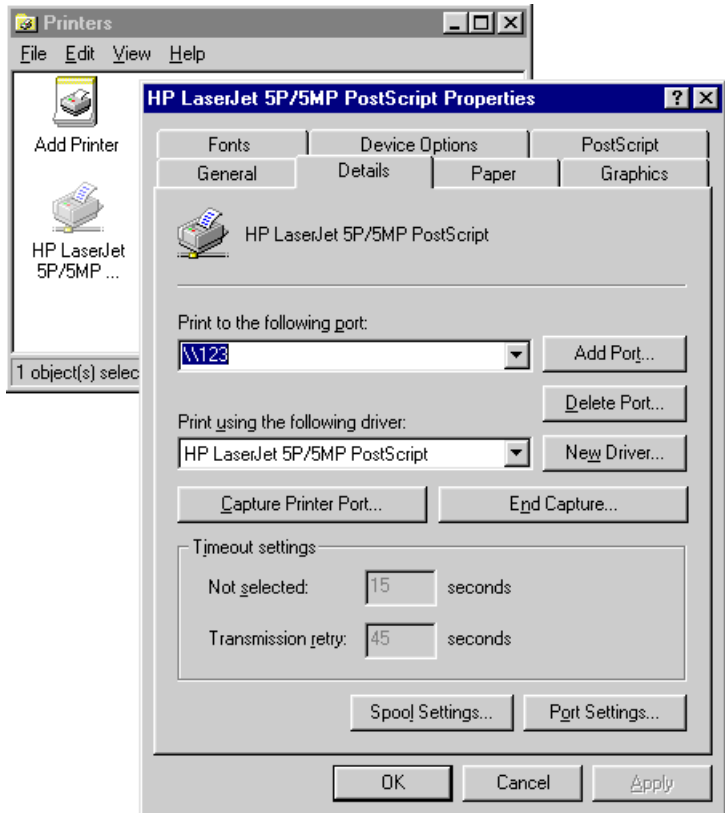 Printers
File Edit View Help
Add Printer
HP LaserJet
5P/5MP ...
1 object(s) selec
HP LaserJet 5P/5MP PostScript Properties
Fonts Device Options PostScript
General Details Paper Graphics
HP LaserJet 5P/5MP PostScript
Print to the following port:
\\123 Add Port...
Delete Port...
Print using the following driver:
HP LaserJet 5P/5MP PostScript New Driver...
Capture Printer Port... End Capture...
Timeout settings
Not selected: 15 seconds
Transmission retry: 45 seconds
Spool Settings... Port Settings...
OK Cancel Apply